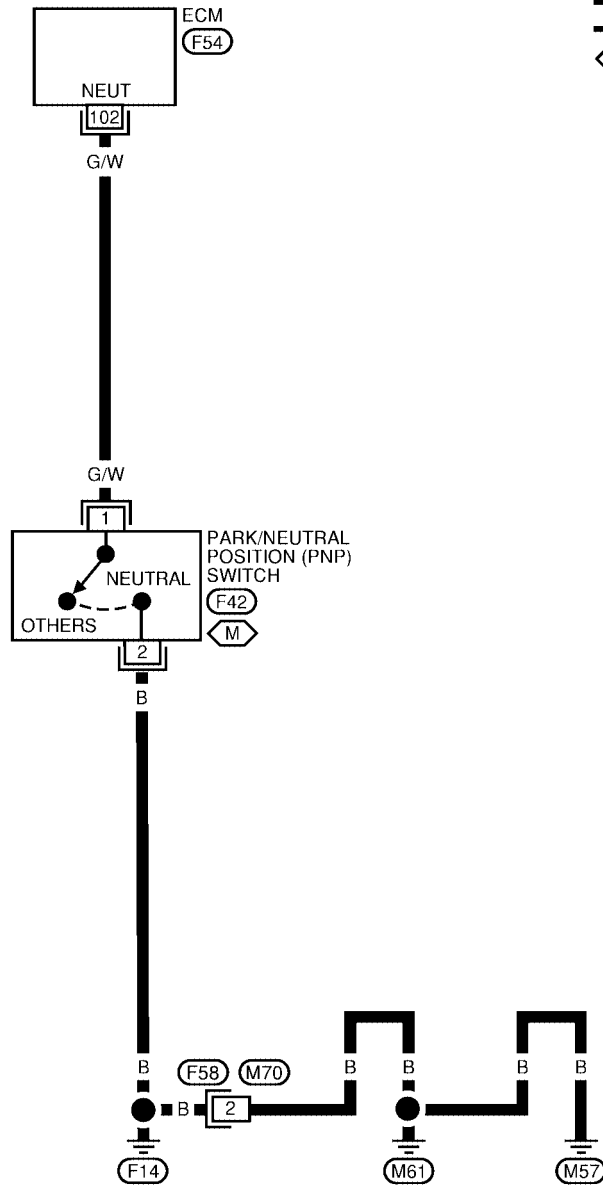 ECM
F54
NEUT
102
G/W
G/W
1
PARK/NEUTRAL
POSITION (PNP)
SWITCH
NEUTRAL
OTHERS
F42
M
2
B
B
B
F58
M70
2
B
B
B
B
F14
M61
M57